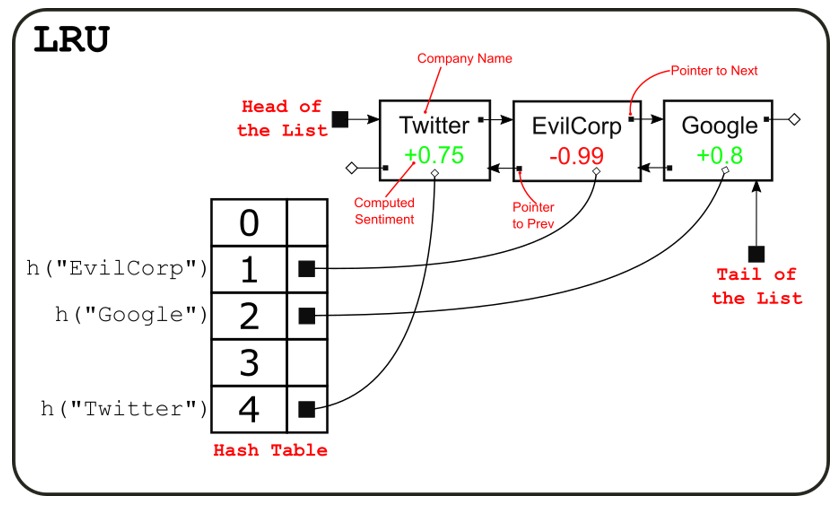 LRU
Company Name
Pointer to Next
Head of
the List
Twitter
+0.75
EvilCorp
-0.99
Google
+0.8
Computed
Sentiment
Pointer
to Prev
Tail of
the List
0
h("EvilCorp") 1
h("Google") 2
3
h("Twitter") 4
Hash Table